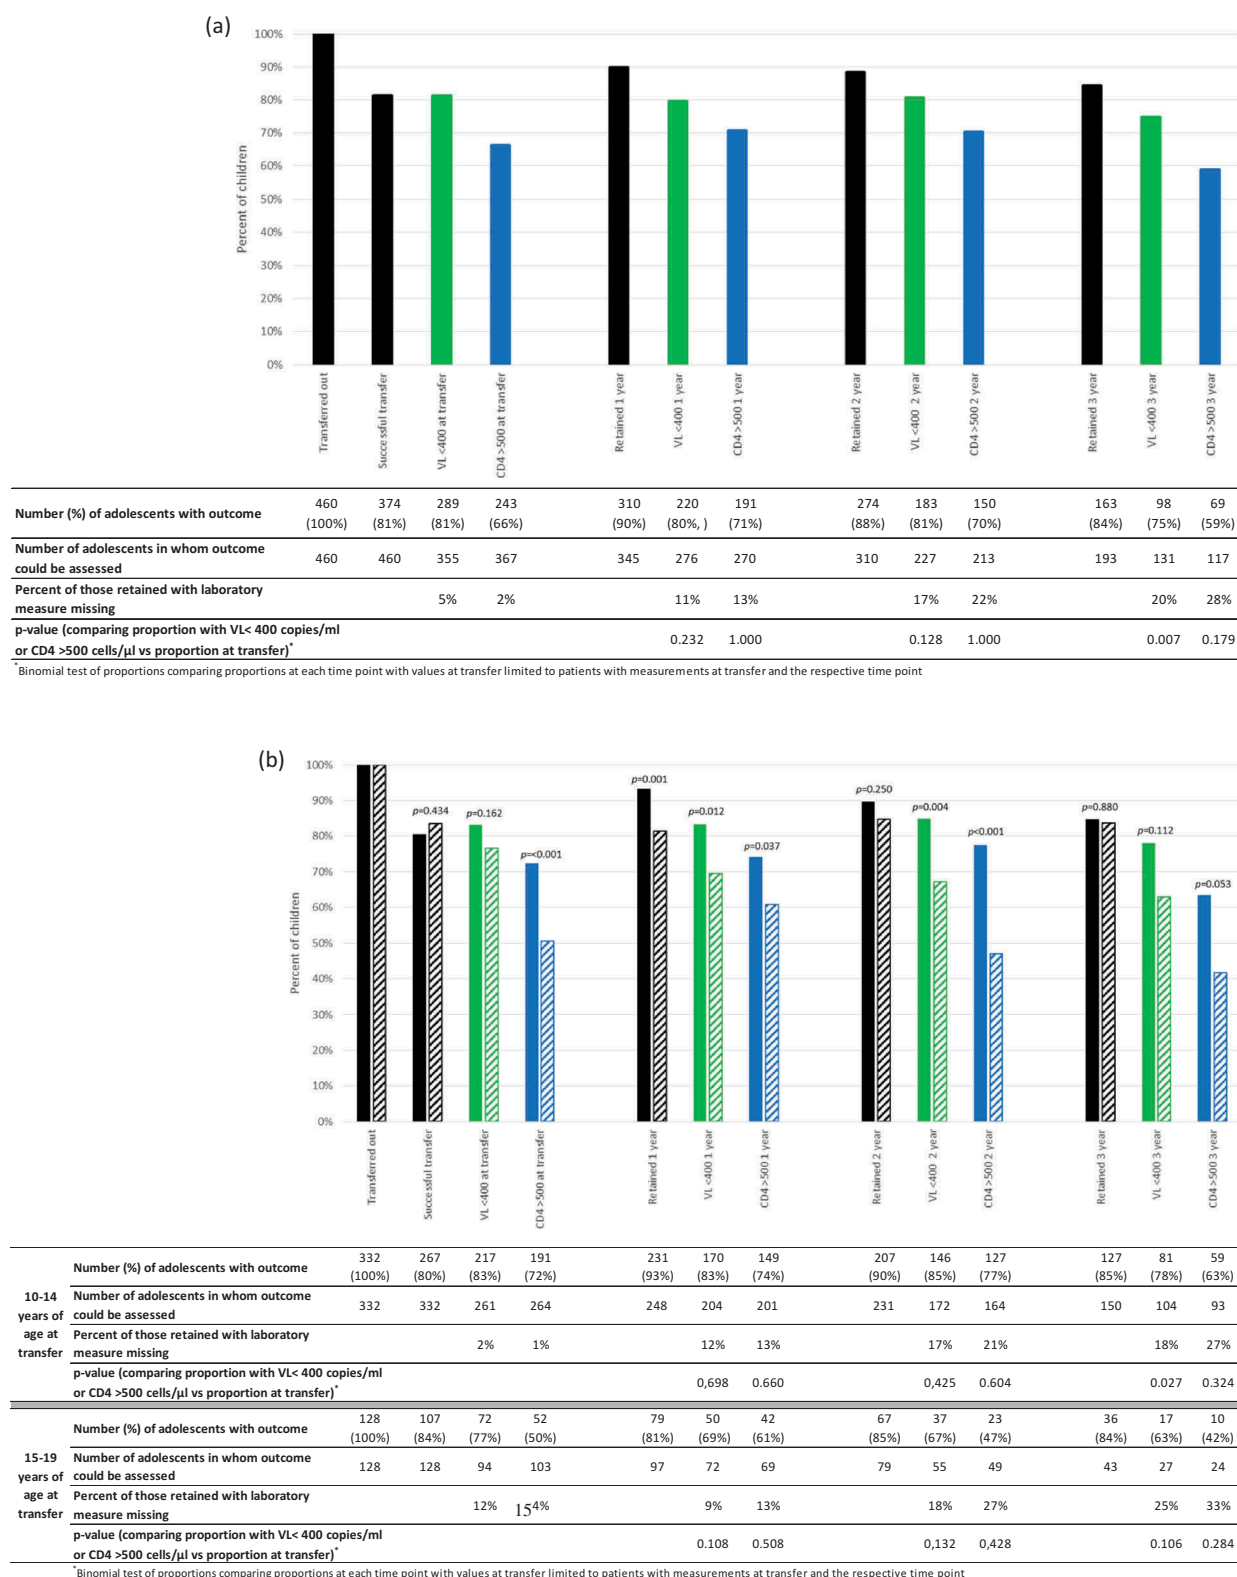 (a)
100%
90%
80%
70%
60%
50%
40%
30%
20%
10%
0%
Percent of children
Transferred out
Successful transfer
VL <400 at transfer
CD4 >500 at transfer
Retained 1 year
VL <400 1 year
CD4 >500 1 year
Retained 2 year
VL <400 2 year
CD4 >500 2 year
Retained 3 year
VL <400 3 year
CD4 >500 3 year
Number (%) of adolescents with outcome 460 374 289 243 310 220 191 274 183 150 163 98 69
(100%) (81%) (81%) (66%) (90%) (80%, ) (71%) (88%) (81%) (70%) (84%) (75%) (59%)
Number of adolescents in whom outcome
could be assessed 460 460 355 367 345 276 270 310 227 213 193 131 117
Percent of those retained with laboratory
measure missing 5% 2% 11% 13% 17% 22% 20% 28%
p-value (comparing proportion with VL< 400 copies/ml
or CD4 >500 cells/µl vs proportion at transfer)* 0.232 1.000 0.128 1.000 0.007 0.179
*Binomial test of proportions comparing proportions at each time point with values at transfer limited to patients with measurements at transfer and the respective time point
(b)
100%
90%
80%
70%
60%
50%
40%
30%
20%
10%
0%
Percent of children
p=0.434
p=0.162
p=<0.001
p=0.001
p=0.012
p=0.037
p=0.250
p=0.004
p<0.001
p=0.880
p=0.112
p=0.053
Transferred out
Successful transfer
VL <400 at transfer
CD4 >500 at transfer
Retained 1 year
VL <400 1 year
CD4 >500 1 year
Retained 2 year
VL <400 2 year
CD4 >500 2 year
Retained 3 year
VL <400 3 year
CD4 >500 3 year
10-14
years of
age at
transfer
Number (%) of adolescents with outcome 332 267 217 191 231 170 149 207 146 127 127 81 59
(100%) (80%) (83%) (72%) (93%) (83%) (74%) (90%) (85%) (77%) (85%) (78%) (63%)
Number of adolescents in whom outcome
could be assessed 332 332 261 264 248 204 201 231 172 164 150 104 93
Percent of those retained with laboratory
measure missing 2% 1% 12% 13% 17% 21% 18% 27%
p-value (comparing proportion with VL< 400 copies/ml
or CD4 >500 cells/µl vs proportion at transfer)* 0,698 0.660 0,425 0.604 0.027 0.324
15-19
years of
age at
transfer
Number (%) of adolescents with outcome 128 107 72 52 79 50 42 67 37 23 36 17 10
(100%) (84%) (77%) (50%) (81%) (69%) (61%) (85%) (67%) (47%) (84%) (63%) (42%)
Number of adolescents in whom outcome
could be assessed 128 128 94 103 97 72 69 79 55 49 43 27 24
Percent of those retained with laboratory
measure missing 12% 15 4% 9% 13% 18% 27% 25% 33%
p-value (comparing proportion with VL< 400 copies/ml
or CD4 >500 cells/µl vs proportion at transfer)* 0.108 0.508 0,132 0,428 0.106 0.284
*Binomial test of proportions comparing proportions at each time point with values at transfer limited to patients with measurements at transfer and the respective time point